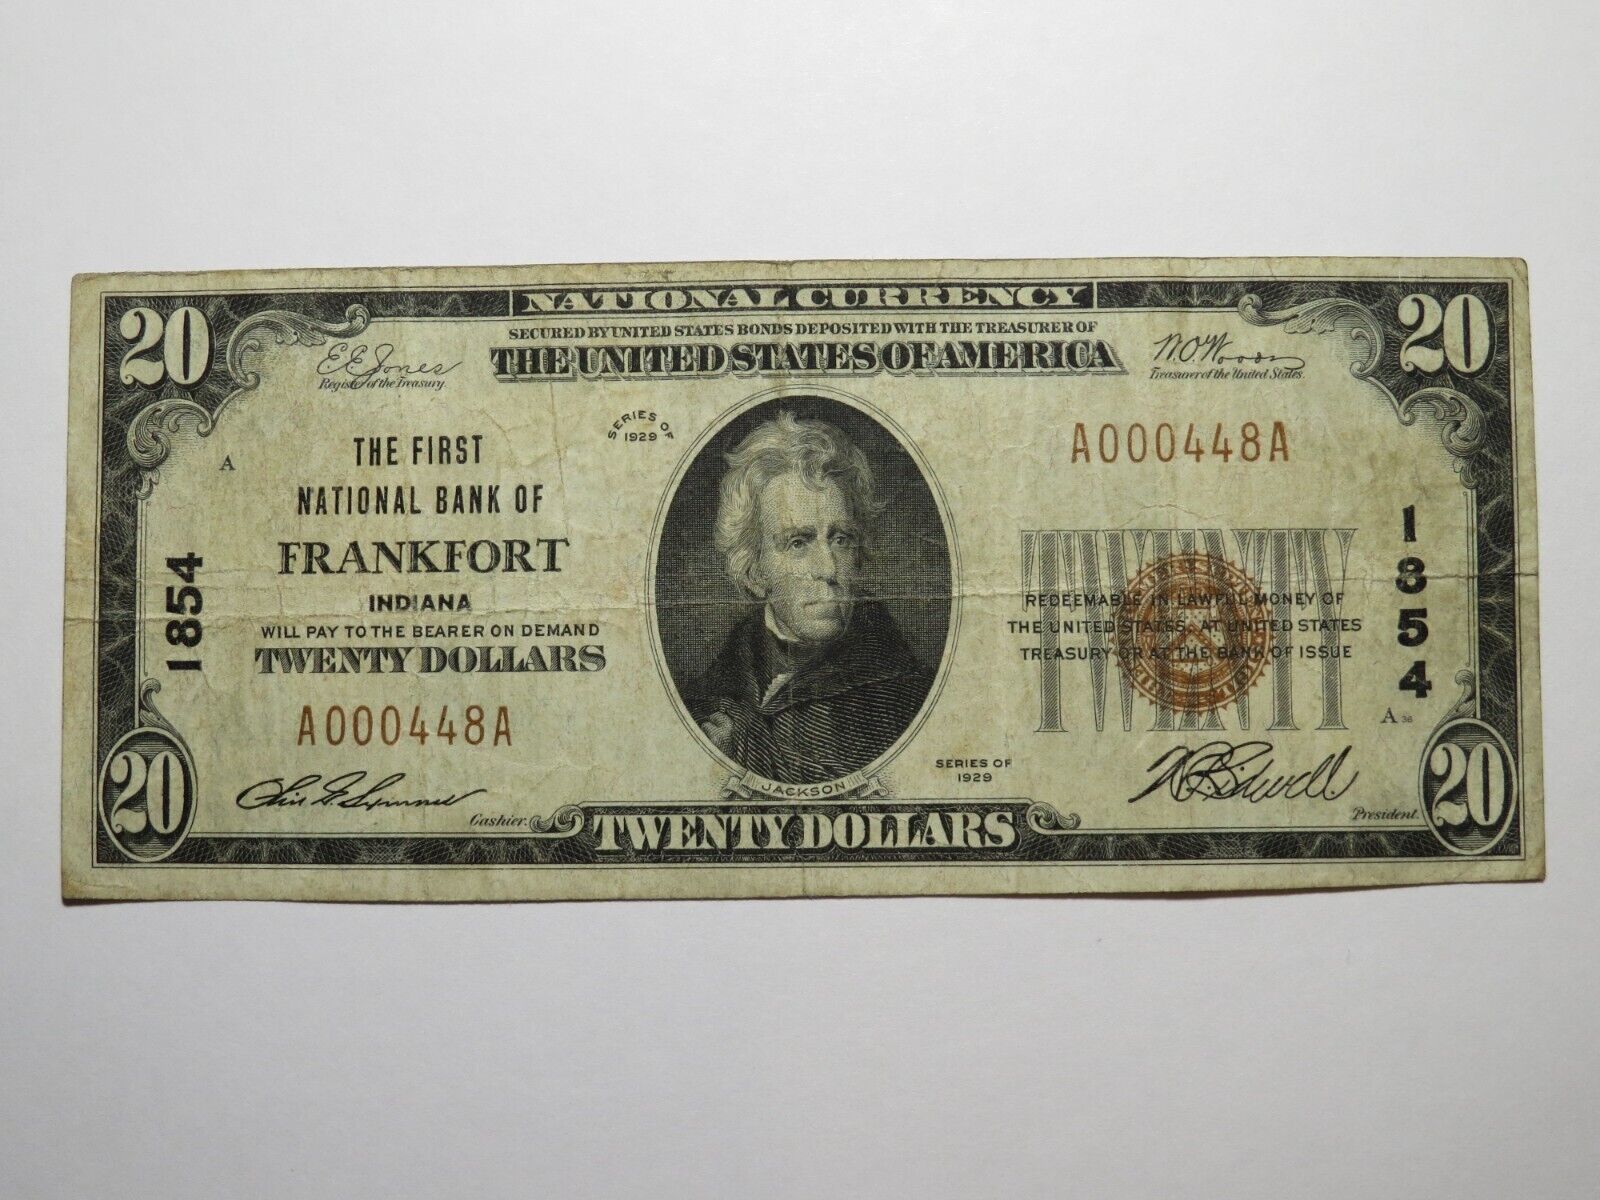 NATIONAL CURRENCY
SECURED BY UNITED STATES BONDS DEPOSITED WITH THE TREASURER OF
THE UNITED STATES OF AMERICA
20
20
E E Jones
Register of the Treasury.
W. O. Woods
Treasurer of the United States.
SERIES OF
1929
A
THE FIRST
NATIONAL BANK OF
FRANKFORT
INDIANA
WILL PAY TO THE BEARER ON DEMAND
TWENTY DOLLARS
A000448A
A000448A
1854
1854
TWENTY
REDEEMABLE IN LAWFUL MONEY OF
THE UNITED STATES, AT UNITED STATES
TREASURY OR AT THE BANK OF ISSUE
A 36
JACKSON
SERIES OF
1929
Cashier.
President.
20
TWENTY DOLLARS
20